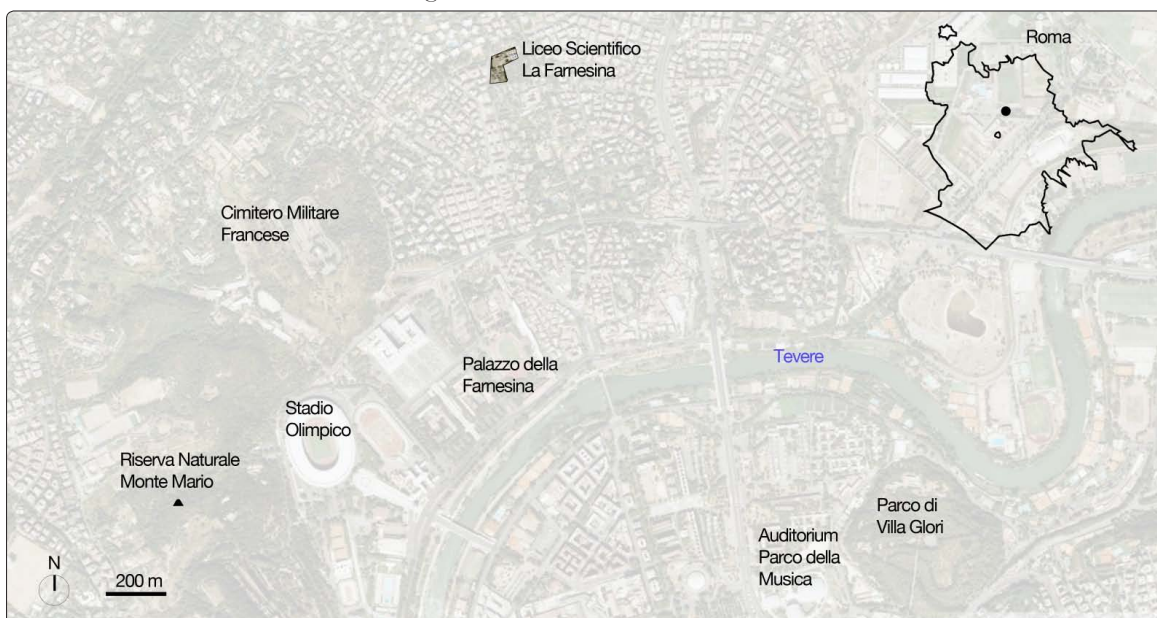 Liceo Scientifico
La Farnesina
Roma
Cimitero Militare
Francese
Tevere
Palazzo della
Farnesina
Stadio
Olimpico
Riserva Naturale
Monte Mario
Parco di
Villa Glori
Auditorium
Parco della
Musica
N
200 m